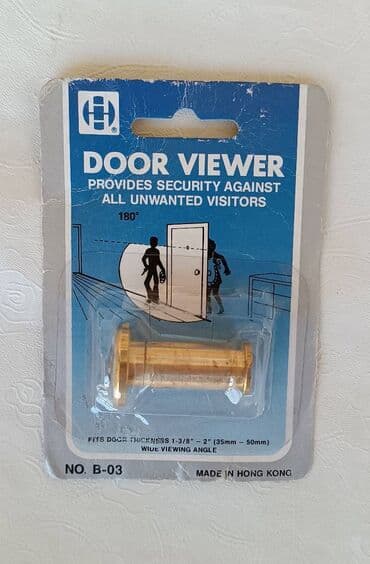 H
®
DOOR VIEWER
PROVIDES SECURITY AGAINST
ALL UNWANTED VISITORS
180°
FITS DOOR THICKNESS 1-3/8" - 2" (35mm - 50mm)
WIDE VIEWING ANGLE
NO. B-03
MADE IN HONG KONG